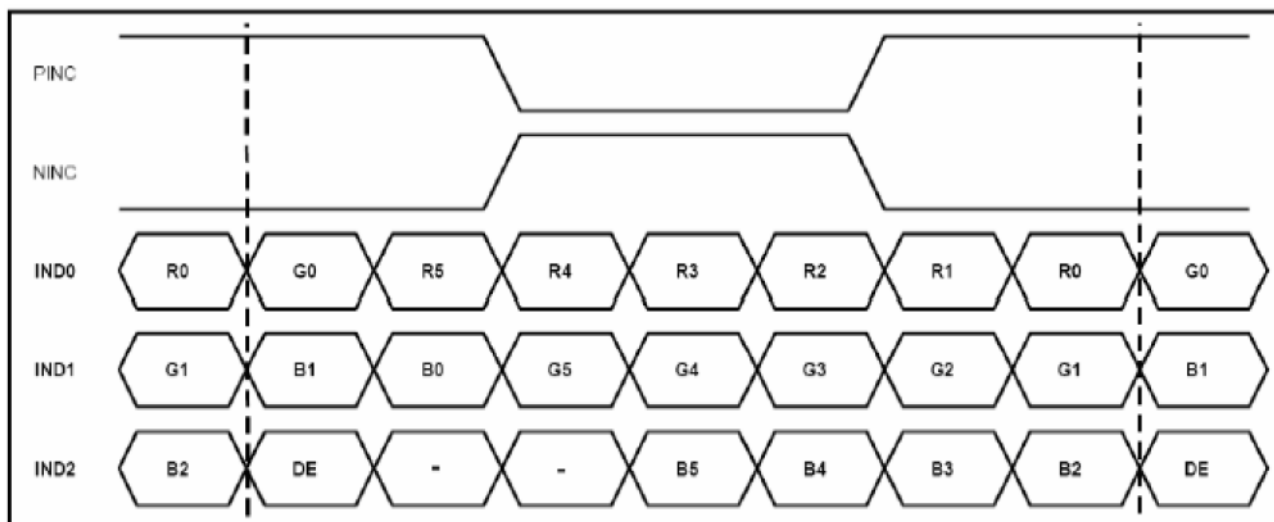 PINC
NINC
IND0 R0 G0 R5 R4 R3 R2 R1 R0 G0
IND1 G1 B1 B0 G5 G4 G3 G2 G1 B1
IND2 B2 DE - - B5 B4 B3 B2 DE